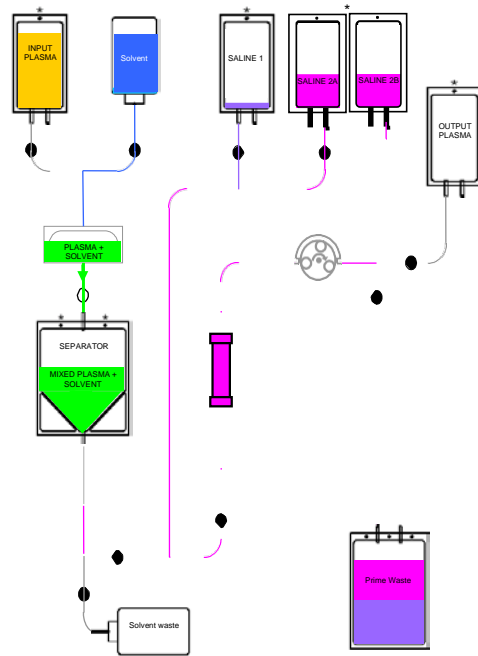 *
INPUT
PLASMA
Solvent
*
SALINE 1
*
SALINE 2A
SALINE 2B
*
OUTPUT
PLASMA
PLASMA +
SOLVENT
* *
SEPARATOR
MIXED PLASMA +
SOLVENT
Prime Waste
Solvent waste